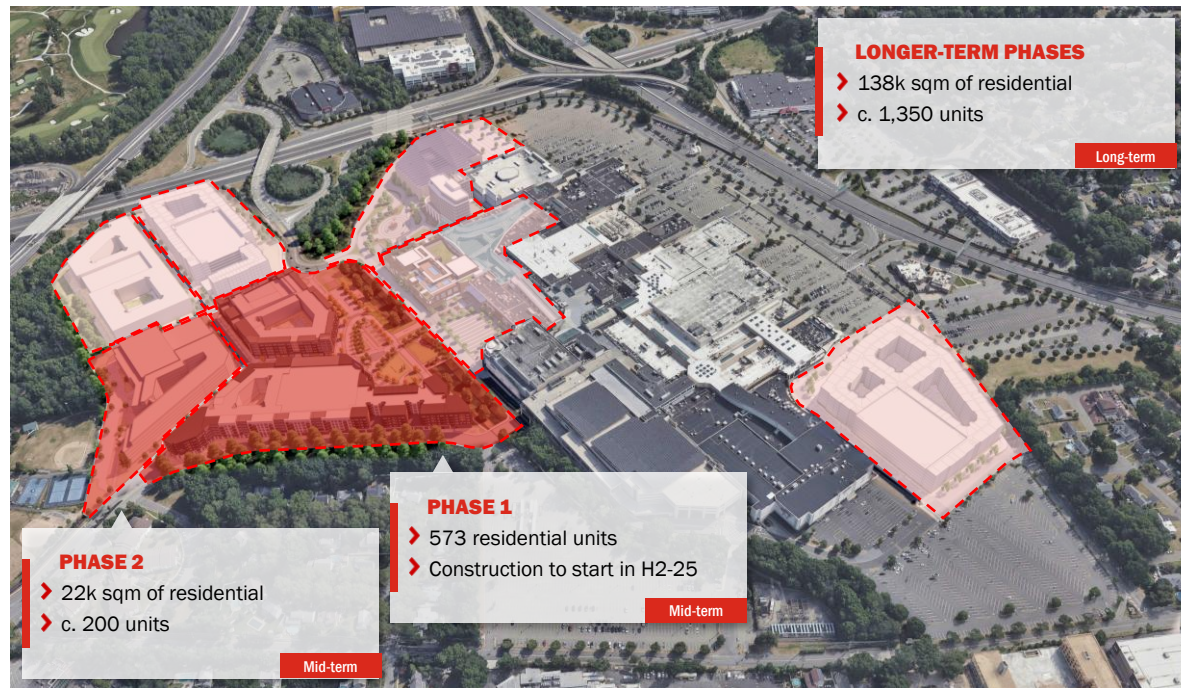 LONGER-TERM PHASES
138k sqm of residential
c. 1,350 units
Long-term
PHASE 1
573 residential units
Construction to start in H2-25
Mid-term
PHASE 2
22k sqm of residential
c. 200 units
Mid-term